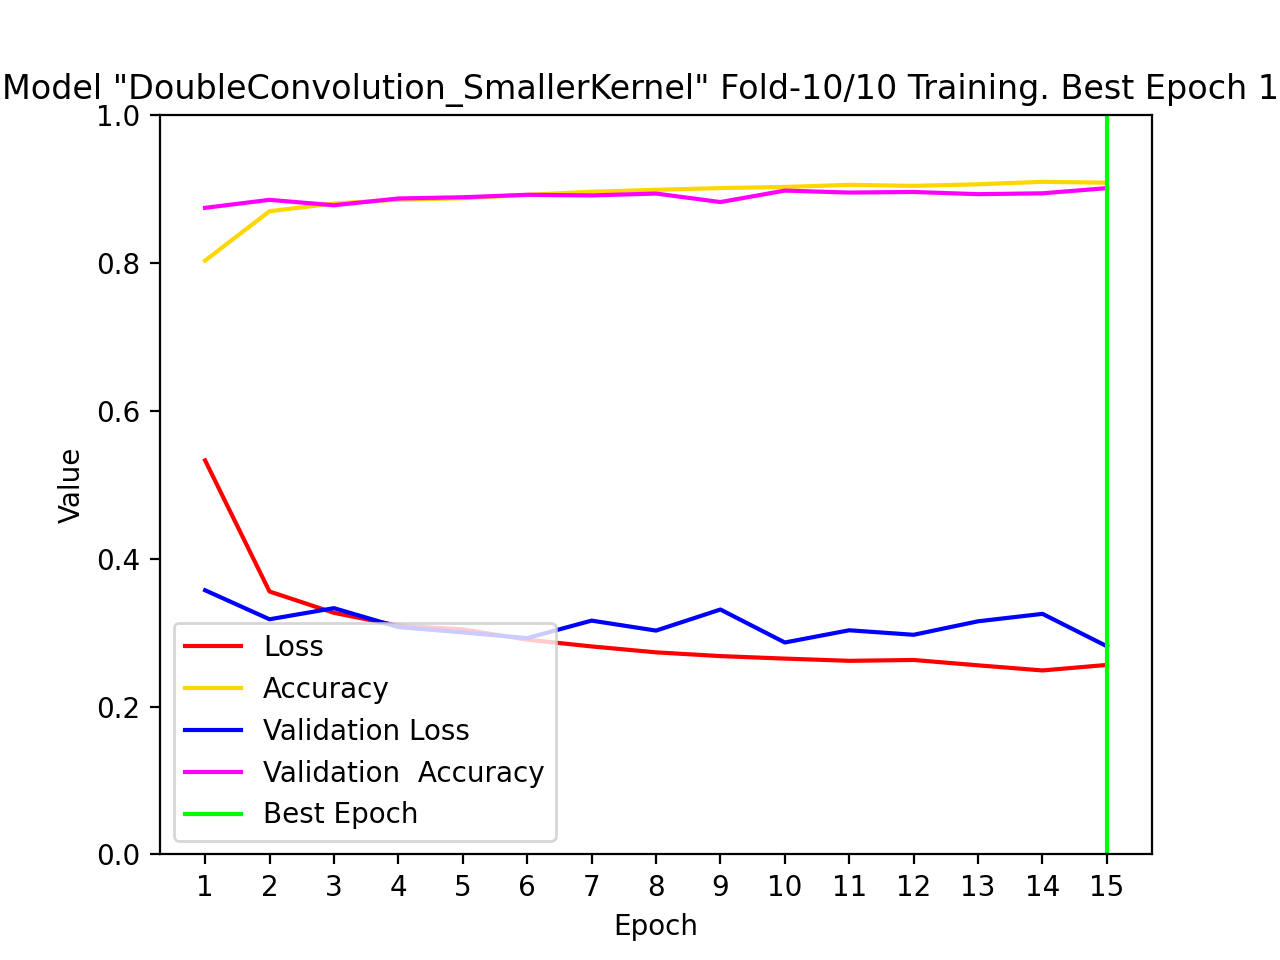 Model "DoubleConvolution_SmallerKernel" Fold-10/10 Training. Best Epoch 1
1.0
0.8
0.6
0.4
0.2
0.0
Value
Loss
Accuracy
Validation Loss
Validation  Accuracy
Best Epoch
1 2 3 4 5 6 7 8 9 10 11 12 13 14 15
Epoch